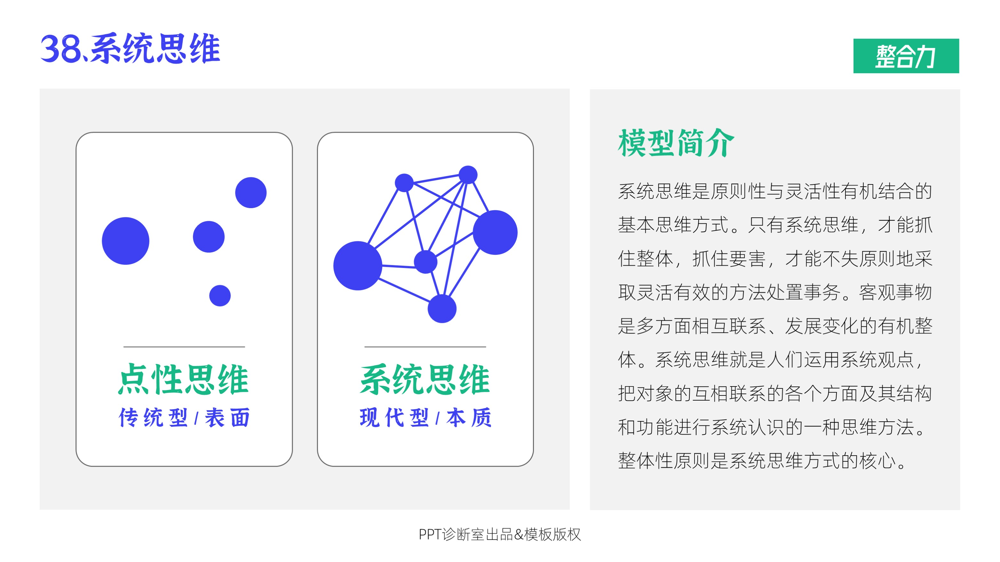 38.系统思维
整合力
点性思维
传统型/表面
系统思维
现代型/本质
模型简介
系统思维是原则性与灵活性有机结合的
基本思维方式。只有系统思维，才能抓
住整体，抓住要害，才能不失原则地采
取灵活有效的方法处置事务。客观事物
是多方面相互联系、发展变化的有机整
体。系统思维就是人们运用系统观点，
把对象的互相联系的各个方面及其结构
和功能进行系统认识的一种思维方法。
整体性原则是系统思维方式的核心。
PPT诊断室出品&模板版权